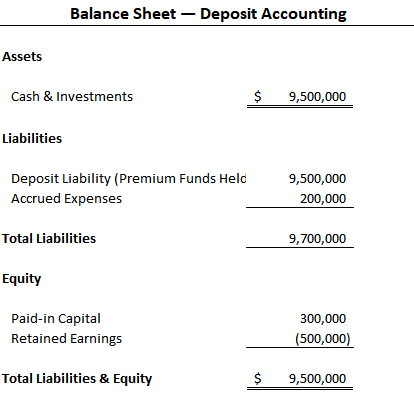 Balance Sheet — Deposit Accounting
Assets
Cash & Investments $ 9,500,000
Liabilities
Deposit Liability (Premium Funds Held 9,500,000
Accrued Expenses 200,000
Total Liabilities 9,700,000
Equity
Paid-in Capital 300,000
Retained Earnings (500,000)
Total Liabilities & Equity $ 9,500,000